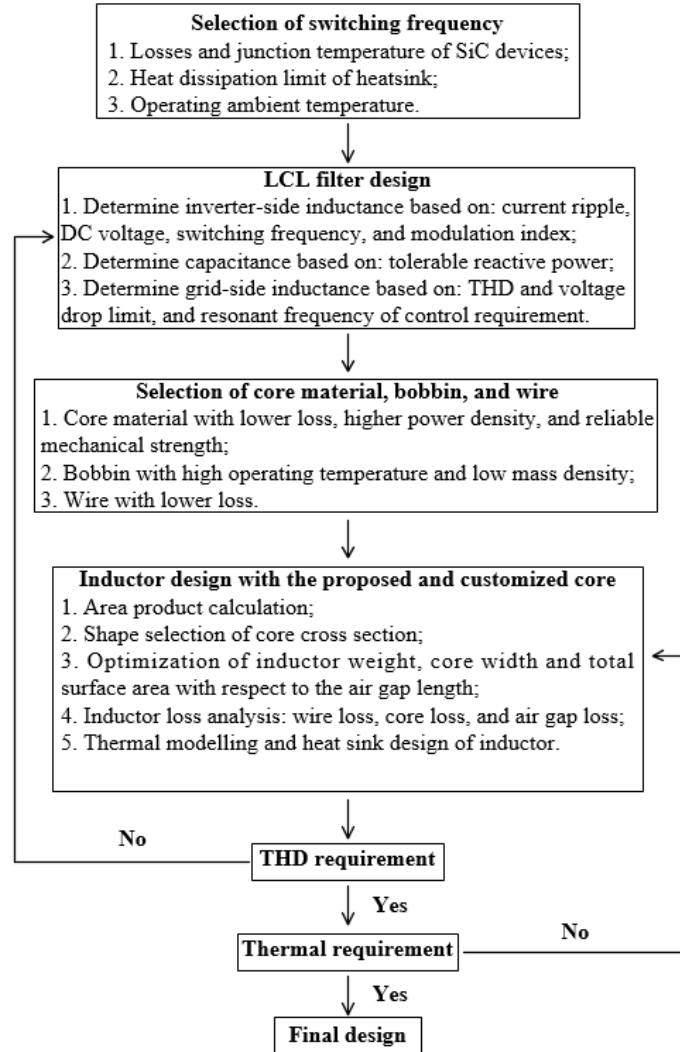 Selection of switching frequency
1. Losses and junction temperature of SiC devices;
2. Heat dissipation limit of heatsink;
3. Operating ambient temperature.
LCL filter design
1. Determine inverter-side inductance based on: current ripple,
DC voltage, switching frequency, and modulation index;
2. Determine capacitance based on: tolerable reactive power;
3. Determine grid-side inductance based on: THD and voltage
drop limit, and resonant frequency of control requirement.
Selection of core material, bobbin, and wire
1. Core material with lower loss, higher power density, and reliable
mechanical strength;
2. Bobbin with high operating temperature and low mass density;
3. Wire with lower loss.
Inductor design with the proposed and customized core
1. Area product calculation;
2. Shape selection of core cross section;
3. Optimization of inductor weight, core width and total
surface area with respect to the air gap length;
4. Inductor loss analysis: wire loss, core loss, and air gap loss;
5. Thermal modelling and heat sink design of inductor.
No
THD requirement
Yes
Thermal requirement
No
Yes
Final design